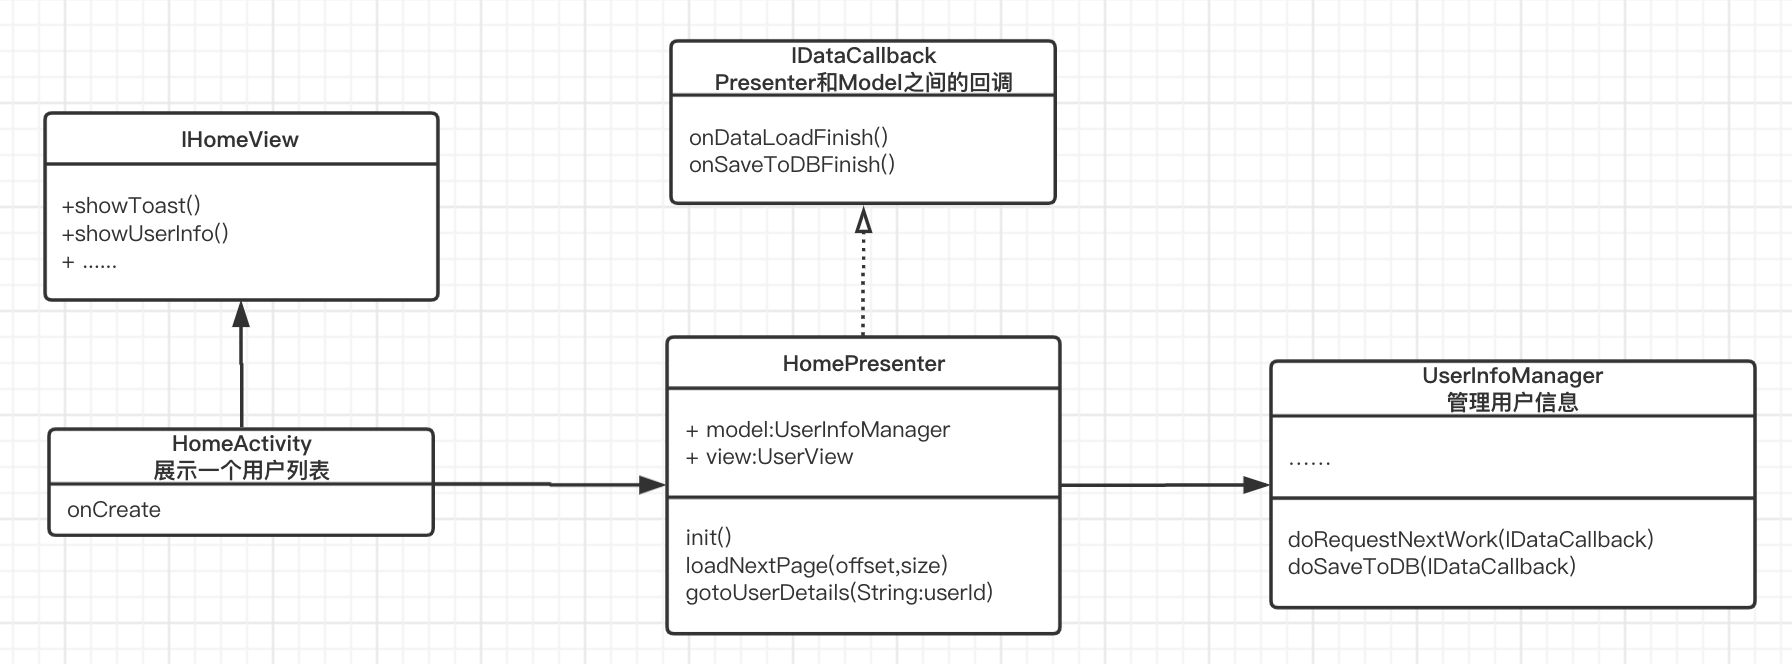 IDataCallback
Presenter和Model之间的回调
onDataLoadFinish()
onSaveToDBFinish()
IHomeView
+showToast()
+showUserInfo()
+ ......
HomeActivity
展示一个用户列表
onCreate
HomePresenter
+ model:UserInfoManager
+ view:UserView
init()
loadNextPage(offset,size)
gotoUserDetails(String:userId)
UserInfoManager
管理用户信息
......
doRequestNextWork(IDataCallback)
doSaveToDB(IDataCallback)